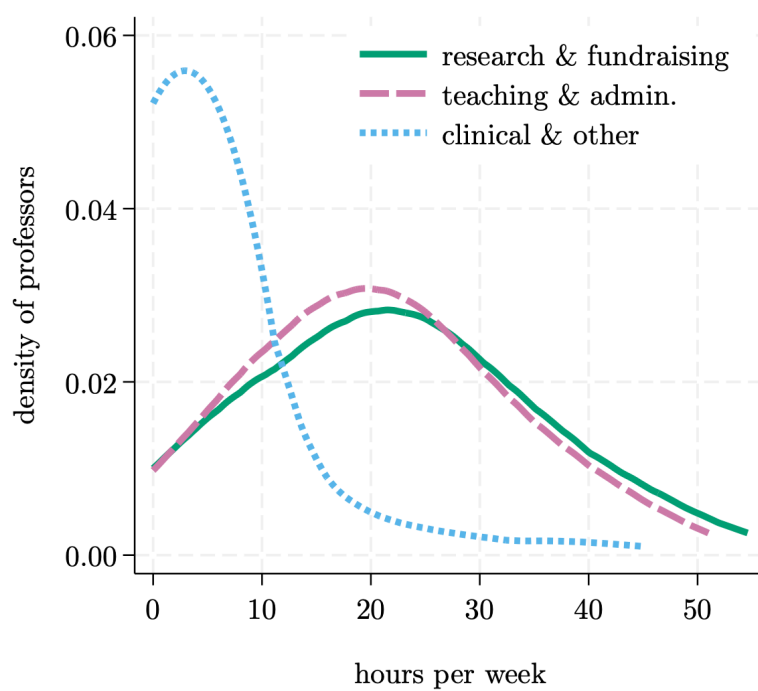 0.06
research & fundraising
teaching & admin.
clinical & other
0.04
density of professors
0.02
0.00
0 10 20 30 40 50
hours per week